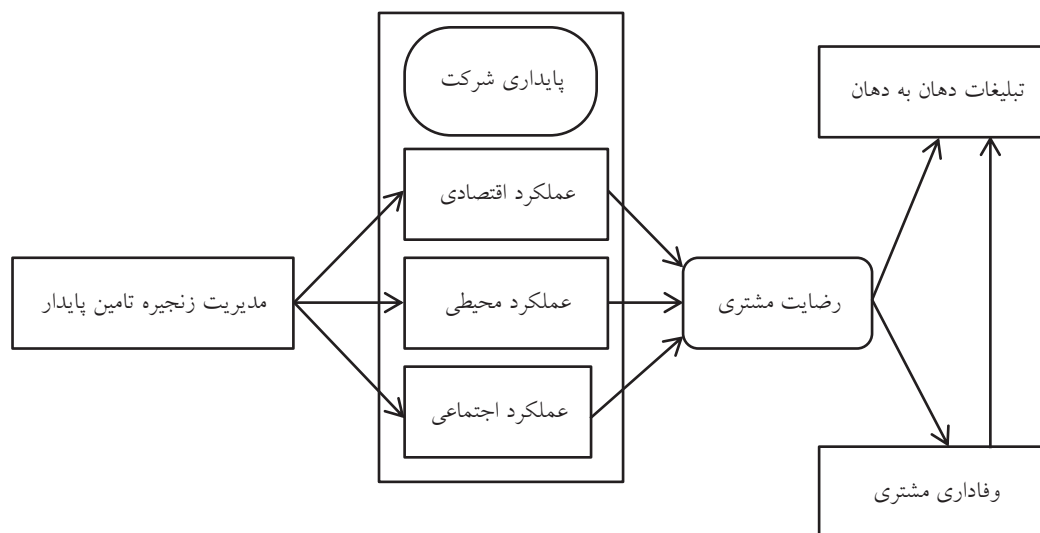 پایداری شرکت
تبلیغات دهان به دهان
عملکرد اقتصادی
مدیریت زنجیره تامین پایدار
عملکرد محیطی
رضایت مشتری
عملکرد اجتماعی
وفاداری مشتری